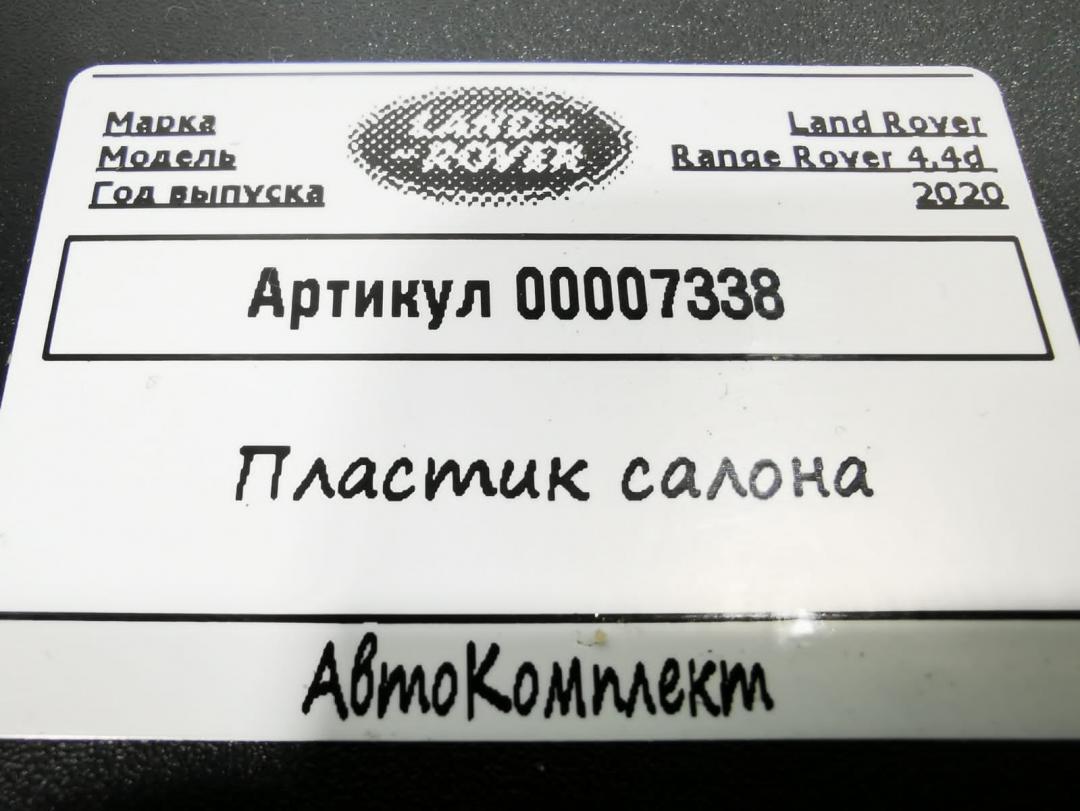 Марка
LAND-
-ROVER
Land Rover
Модель
Range Rover 4.4d
Год выпуска
2020
Артикул 00007338
Пластик салона
АвтоКомплект